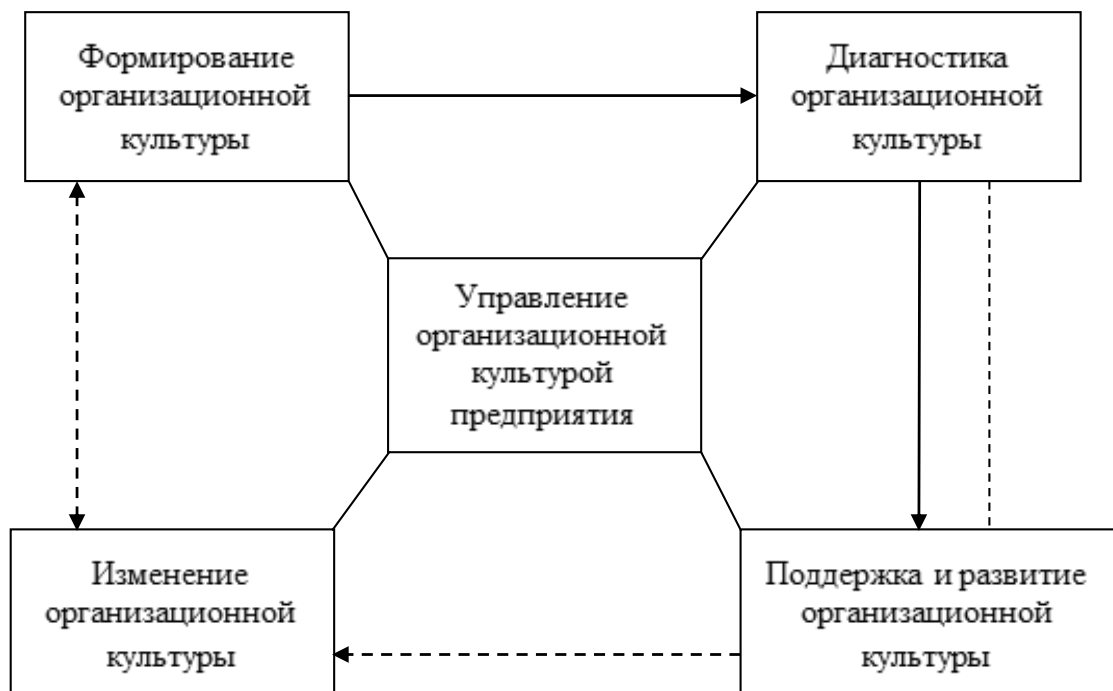 Формирование
организационной
культуры
Диагностика
организационной
культуры
Управление
организационной
культурой
предприятия
Изменение
организационной
культуры
Поддержка и развитие
организационной
культуры